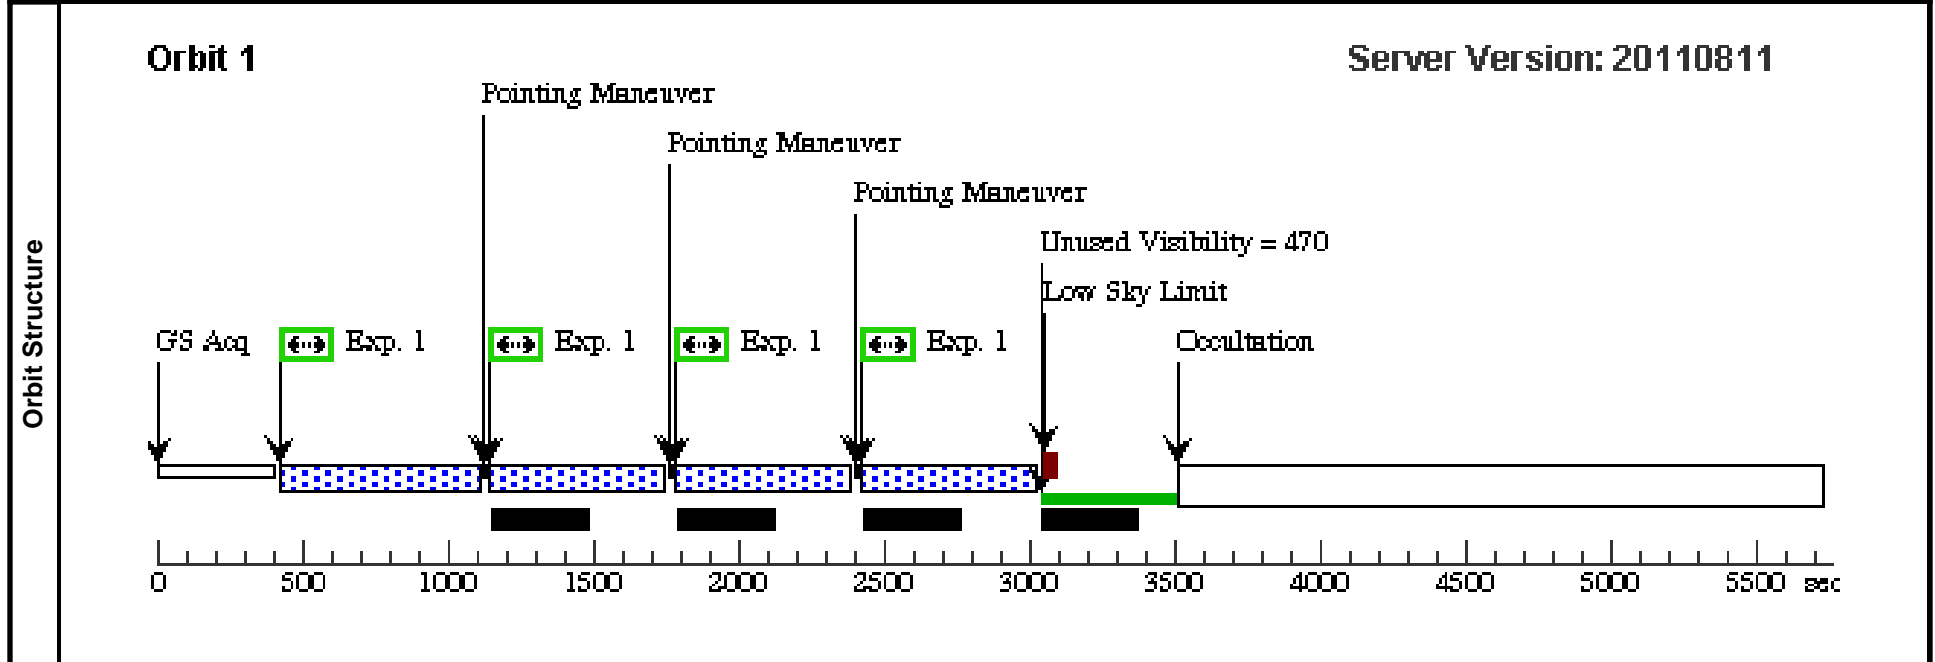 Orbit Structure
Orbit 1
Server Version: 20110811
Pointing Maneuver
Pointing Maneuver
Pointing Maneuver
Unused Visibility = 470
Low Sky Limit
GS Acq
Exp. 1
Exp. 1
Exp. 1
Exp. 1
Occultation
0 500 1000 1500 2000 2500 3000 3500 4000 4500 5000 5500 sec